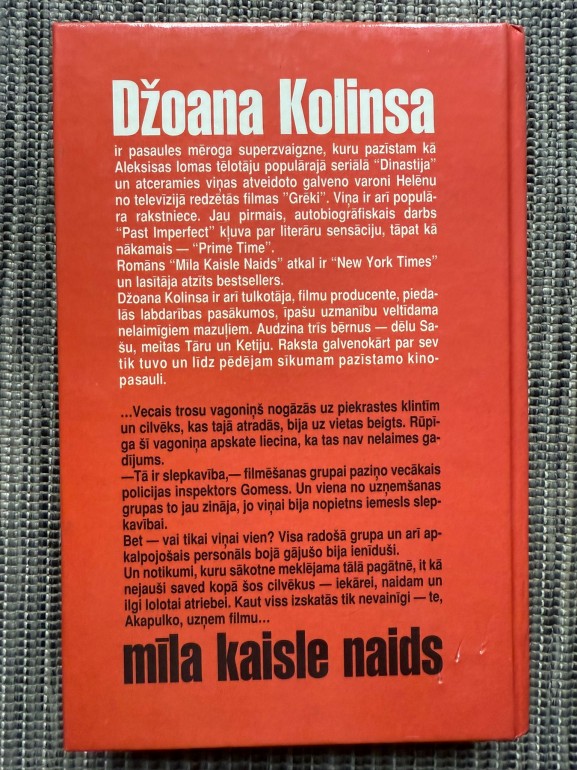 Džoana Kolinsa
ir pasaules mēroga superzvaigzne, kuru pazīstam kā
Aleksisas lomas tēlotāju populārajā seriālā "Dinastija"
un atceramies viņas atveidoto galveno varoni Helēnu
no televīzijā redzētās filmas "Grēki". Viņa ir arī populā-
ra rakstniece. Jau pirmais, autobiogrāfiskais darbs
"Past Imperfect" kļuva par literāru sensāciju, tāpat kā
nākamais — "Prime Time".
Romāns "Mīla Kaisle Naids" atkal ir "New York Times"
un lasītāja atzīts bestsellers.
Džoana Kolinsa ir arī tulkotāja, filmu producente, pieda-
lās labdarības pasākumos, īpašu uzmanību veltīdama
nelaimīgiem mazuļiem. Audzina trīs bērnus — dēlu Sa-
šu, meitas Tāru un Ketiju. Raksta galvenokārt par sev
tik tuvo un līdz pēdējam sīkumam pazīstamo kino-
pasauli.
...Vecais trosu vagoniņš nogāzās uz piekrastes klintīm
un cilvēks, kas tajā atradās, bija uz vietas beigts. Rūpī-
ga šī vagoniņa apskate liecina, ka tas nav nelaimes ga-
dījums.
—Tā ir slepkavība,— filmēšanas grupai paziņo vecākais
policijas inspektors Gomess. Un viena no uzņemšanas
grupas to jau zināja, jo viņai bija nopietns iemesls slep-
kavībai.
Bet — vai tikai viņai vien? Visa radošā grupa un arī ap-
kalpojošais personāls bojā gājušo bija ienīduši.
Un notikumi, kuru sākotne meklējama tālā pagātnē, it kā
nejauši saved kopā šos cilvēkus — iekārei, naidam un
ilgi lolotai atriebei. Kaut viss izskatās tik nevainīgi — te,
Akapulko, uzņem filmu...
mīla kaisle naids